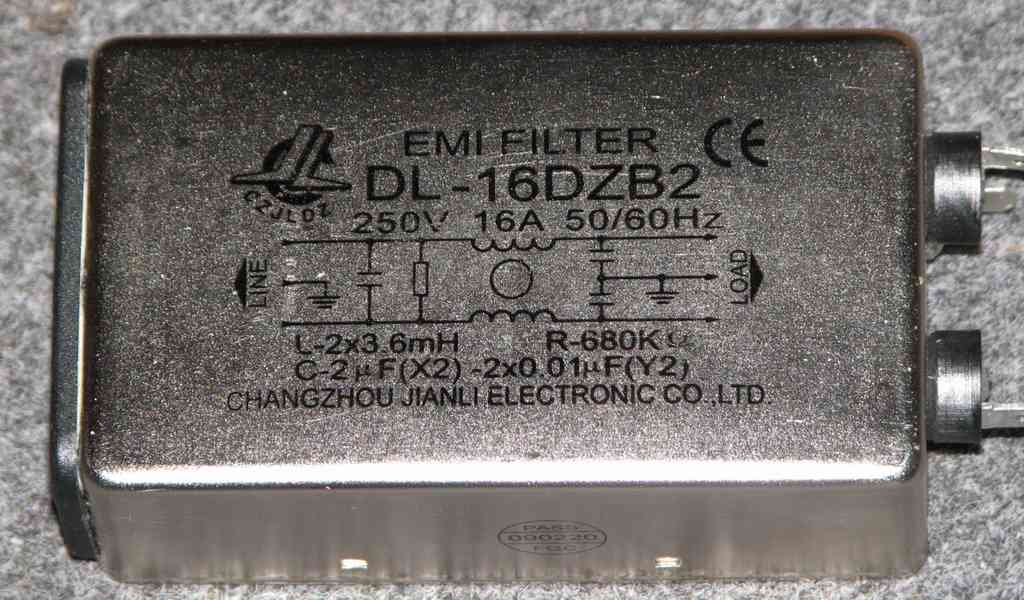 EMI FILTER
CE
DL-16DZB2
CZJLDZ
250V 16A 50/60Hz
LINE
LOAD
L-2x3.6mH R-680KΩ
C-2μF(X2) -2x0.01μF(Y2)
CHANGZHOU JIANLI ELECTRONIC CO.,LTD.
PASS
090220
FQC